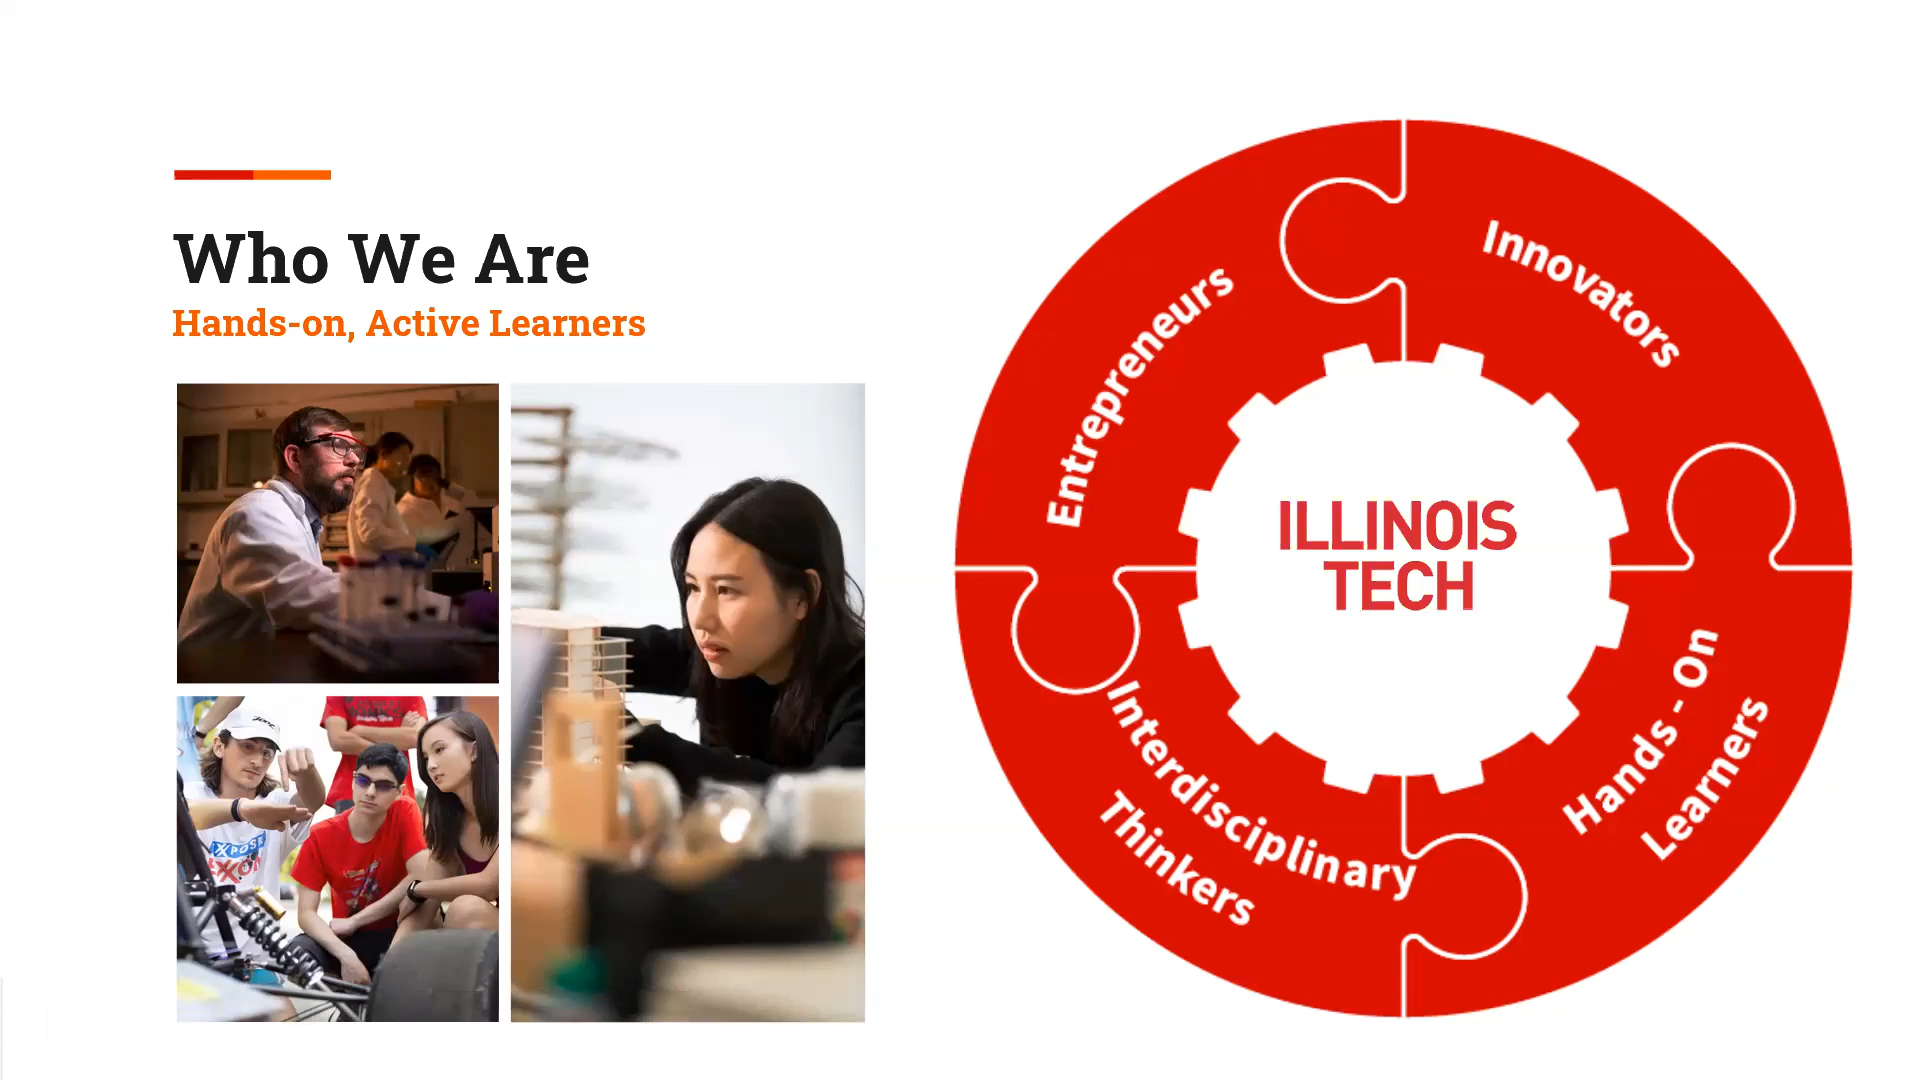 Who We Are
Hands-on, Active Learners
Entrepreneurs
Innovators
ILLINOIS
TECH
Hands - On
Learners
Interdisciplinary
Thinkers